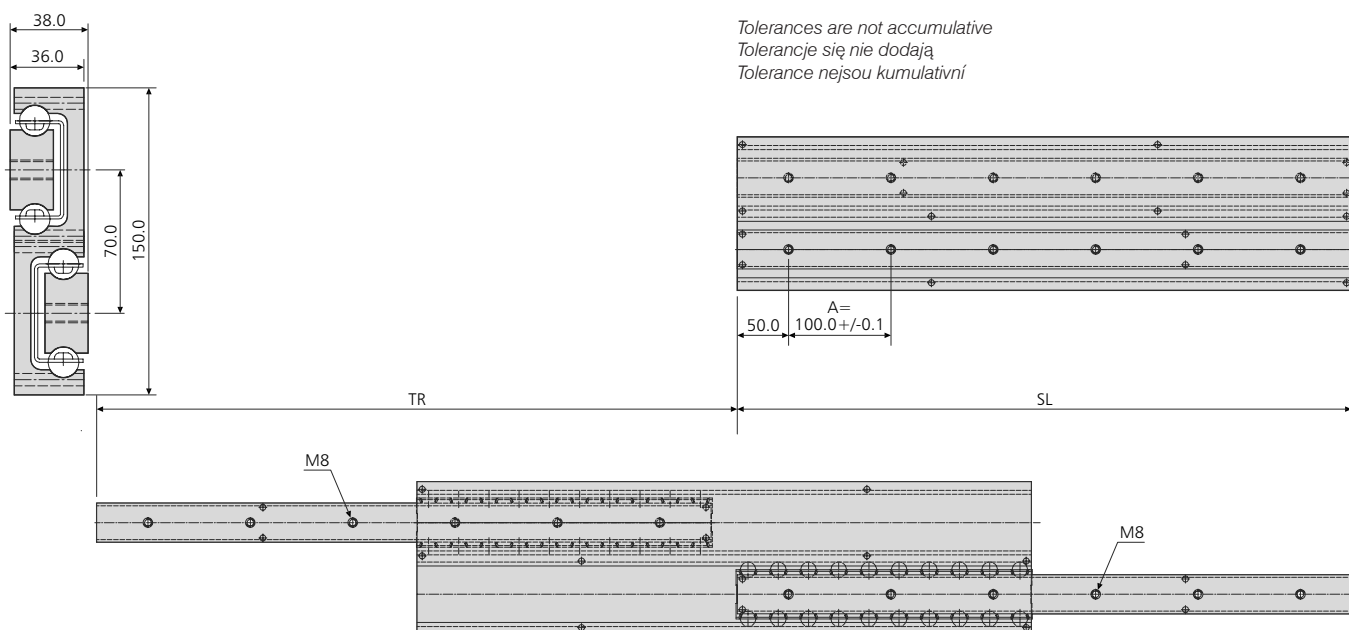 38.0
36.0
70.0
150.0
Tolerances are not accumulative
Tolerancje się nie dodają
Tolerance nejsou kumulativní
50.0
A=
100.0+/-0.1
TR
SL
M8
M8